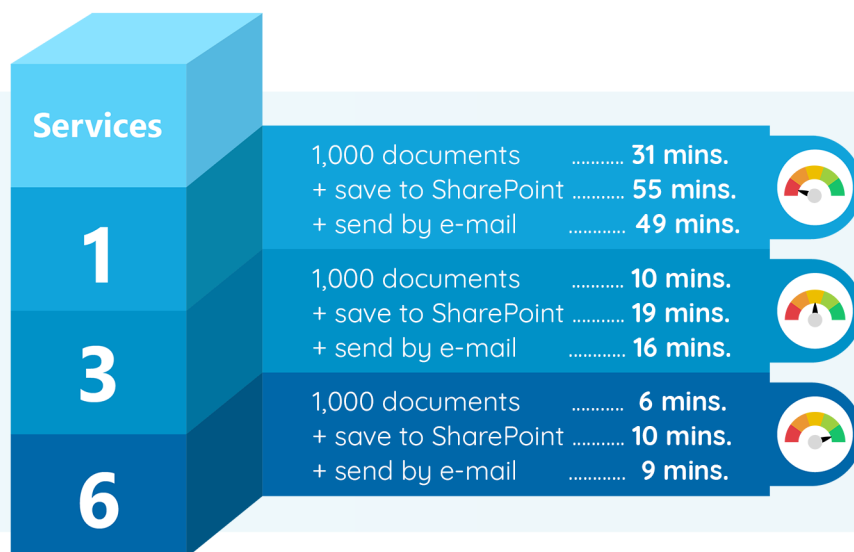 Services
1
1,000 documents ........... 31 mins.
+ save to SharePoint ........... 55 mins.
+ send by e-mail ............ 49 mins.
3
1,000 documents ........... 10 mins.
+ save to SharePoint ........... 19 mins.
+ send by e-mail ............ 16 mins.
6
1,000 documents ........... 6 mins.
+ save to SharePoint ........... 10 mins.
+ send by e-mail ............ 9 mins.